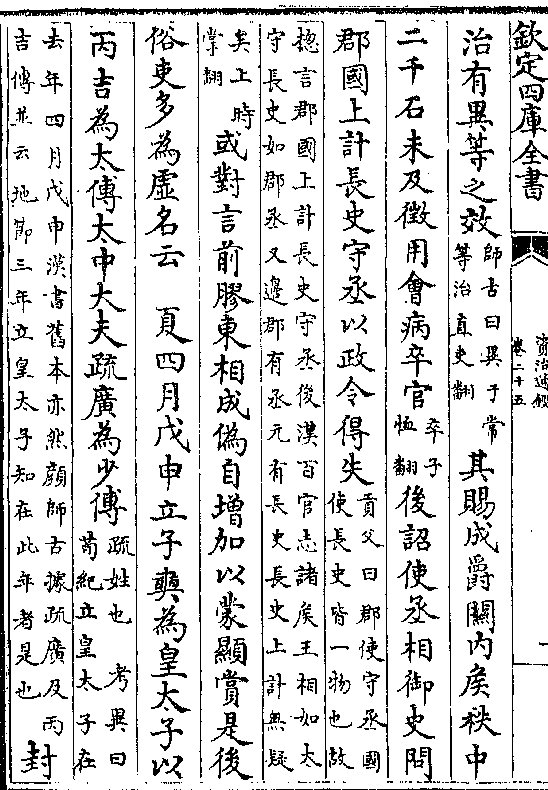 欽定四庫全書
資治通鑑
卷二十五
治有異等之效
師古曰異于常
等治直吏翻
其賜成爵關内侯秩中
二千石未及徵用會病卒官
卒子
恤翻
後詔使丞相御史問
郡國上計長史守丞以政令得失
貢父曰郡使守丞國
使長史皆一物也故
揔言郡國上計長史守丞後漢百官志諸侯王相如太
守長史如郡丞又邊郡有丞元有長史長史上計無疑
矣上時
掌翻
或對言前膠東相成偽自增加以蒙顯賞是後
俗吏多為虚名云 夏四月戊申立子奭為皇太子以
丙吉為太傅太中大夫疏廣為少傅
疏姓也 考異曰
荀紀立皇太子在
去年四月戊申漢書舊本亦然顔師古據疏廣及丙
吉傳並云地節三年立皇太子知在此年者是也
封